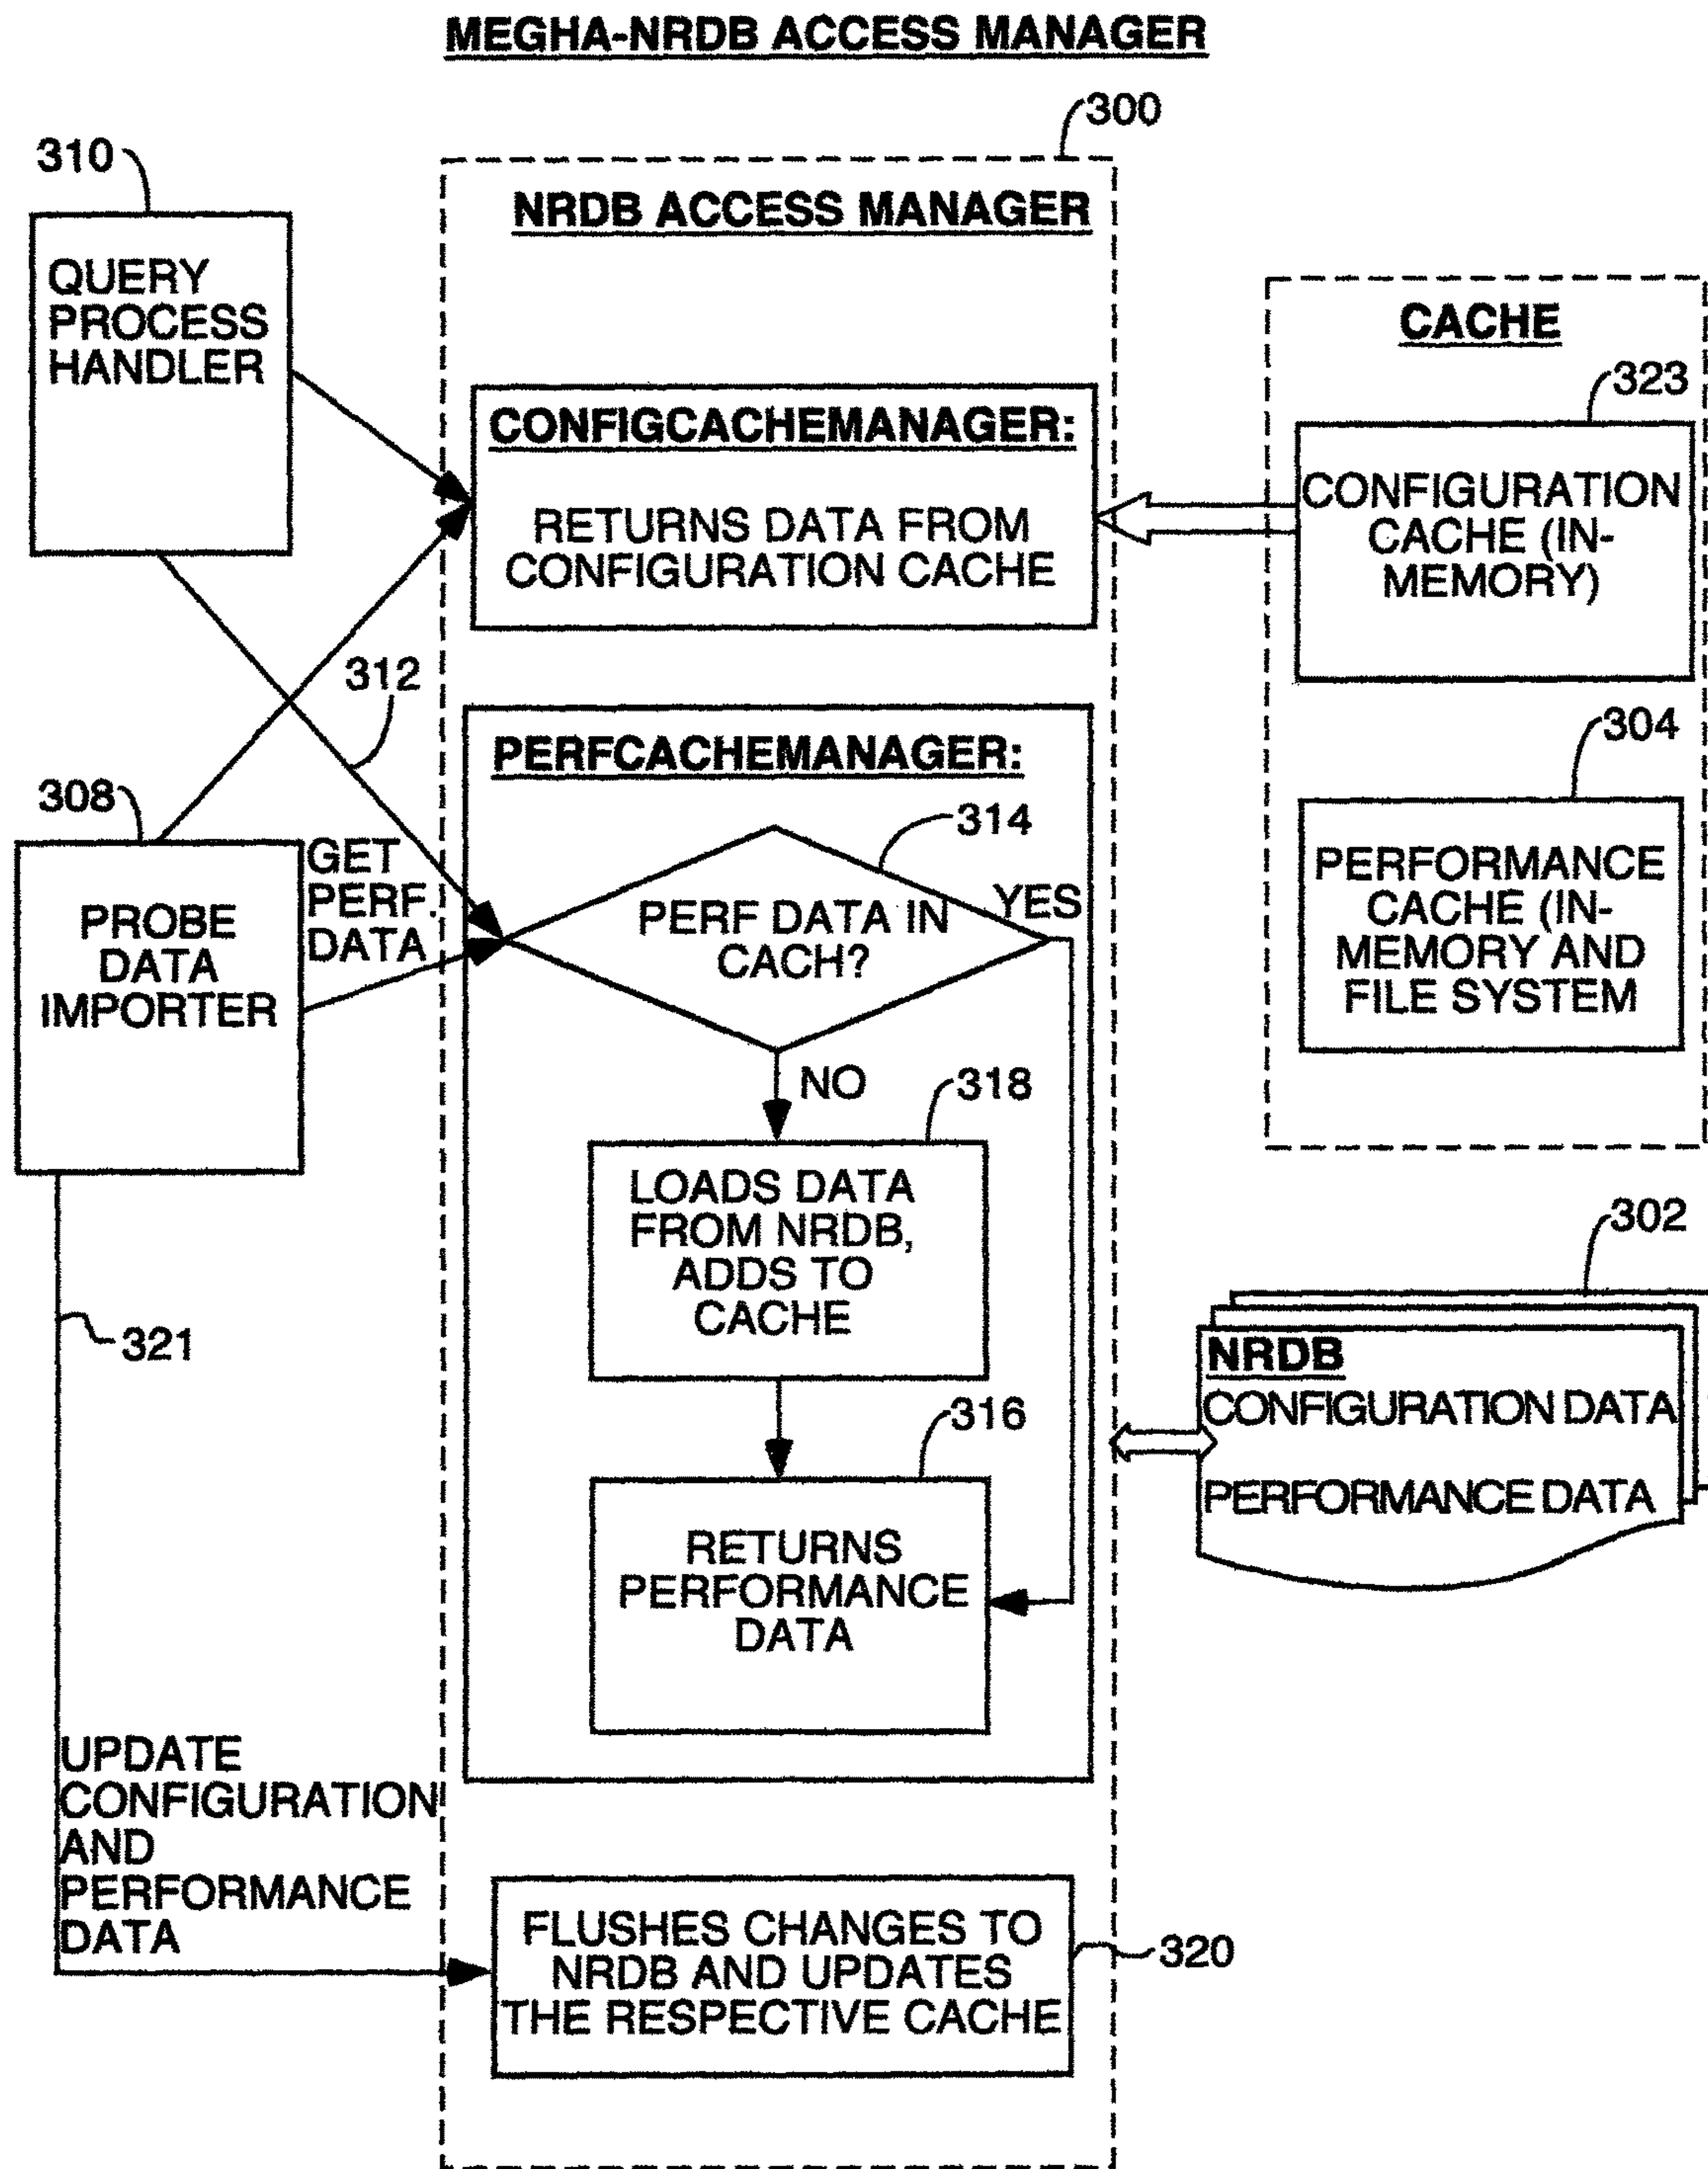 MEGHA-NRDB ACCESS MANAGER
300
310
NRDB ACCESS MANAGER
QUERY
PROCESS
HANDLER
CACHE
323
CONFIGCACHEMANAGER:
RETURNS DATA FROM
CONFIGURATION CACHE
CONFIGURATION
CACHE (IN-
MEMORY)
312
304
PERFCACHEMANAGER:
308
314
GET
PERF.
DATA
PROBE
DATA
IMPORTER
PERF DATA IN
CACH?
YES
PERFORMANCE
CACHE (IN-
MEMORY AND
FILE SYSTEM
NO
318
LOADS DATA
FROM NRDB,
ADDS TO
CACHE
302
321
NRDB
CONFIGURATION DATA
PERFORMANCE DATA
316
RETURNS
PERFORMANCE
DATA
UPDATE
CONFIGURATION
AND
PERFORMANCE
DATA
FLUSHES CHANGES TO
NRDB AND UPDATES
THE RESPECTIVE CACHE
320